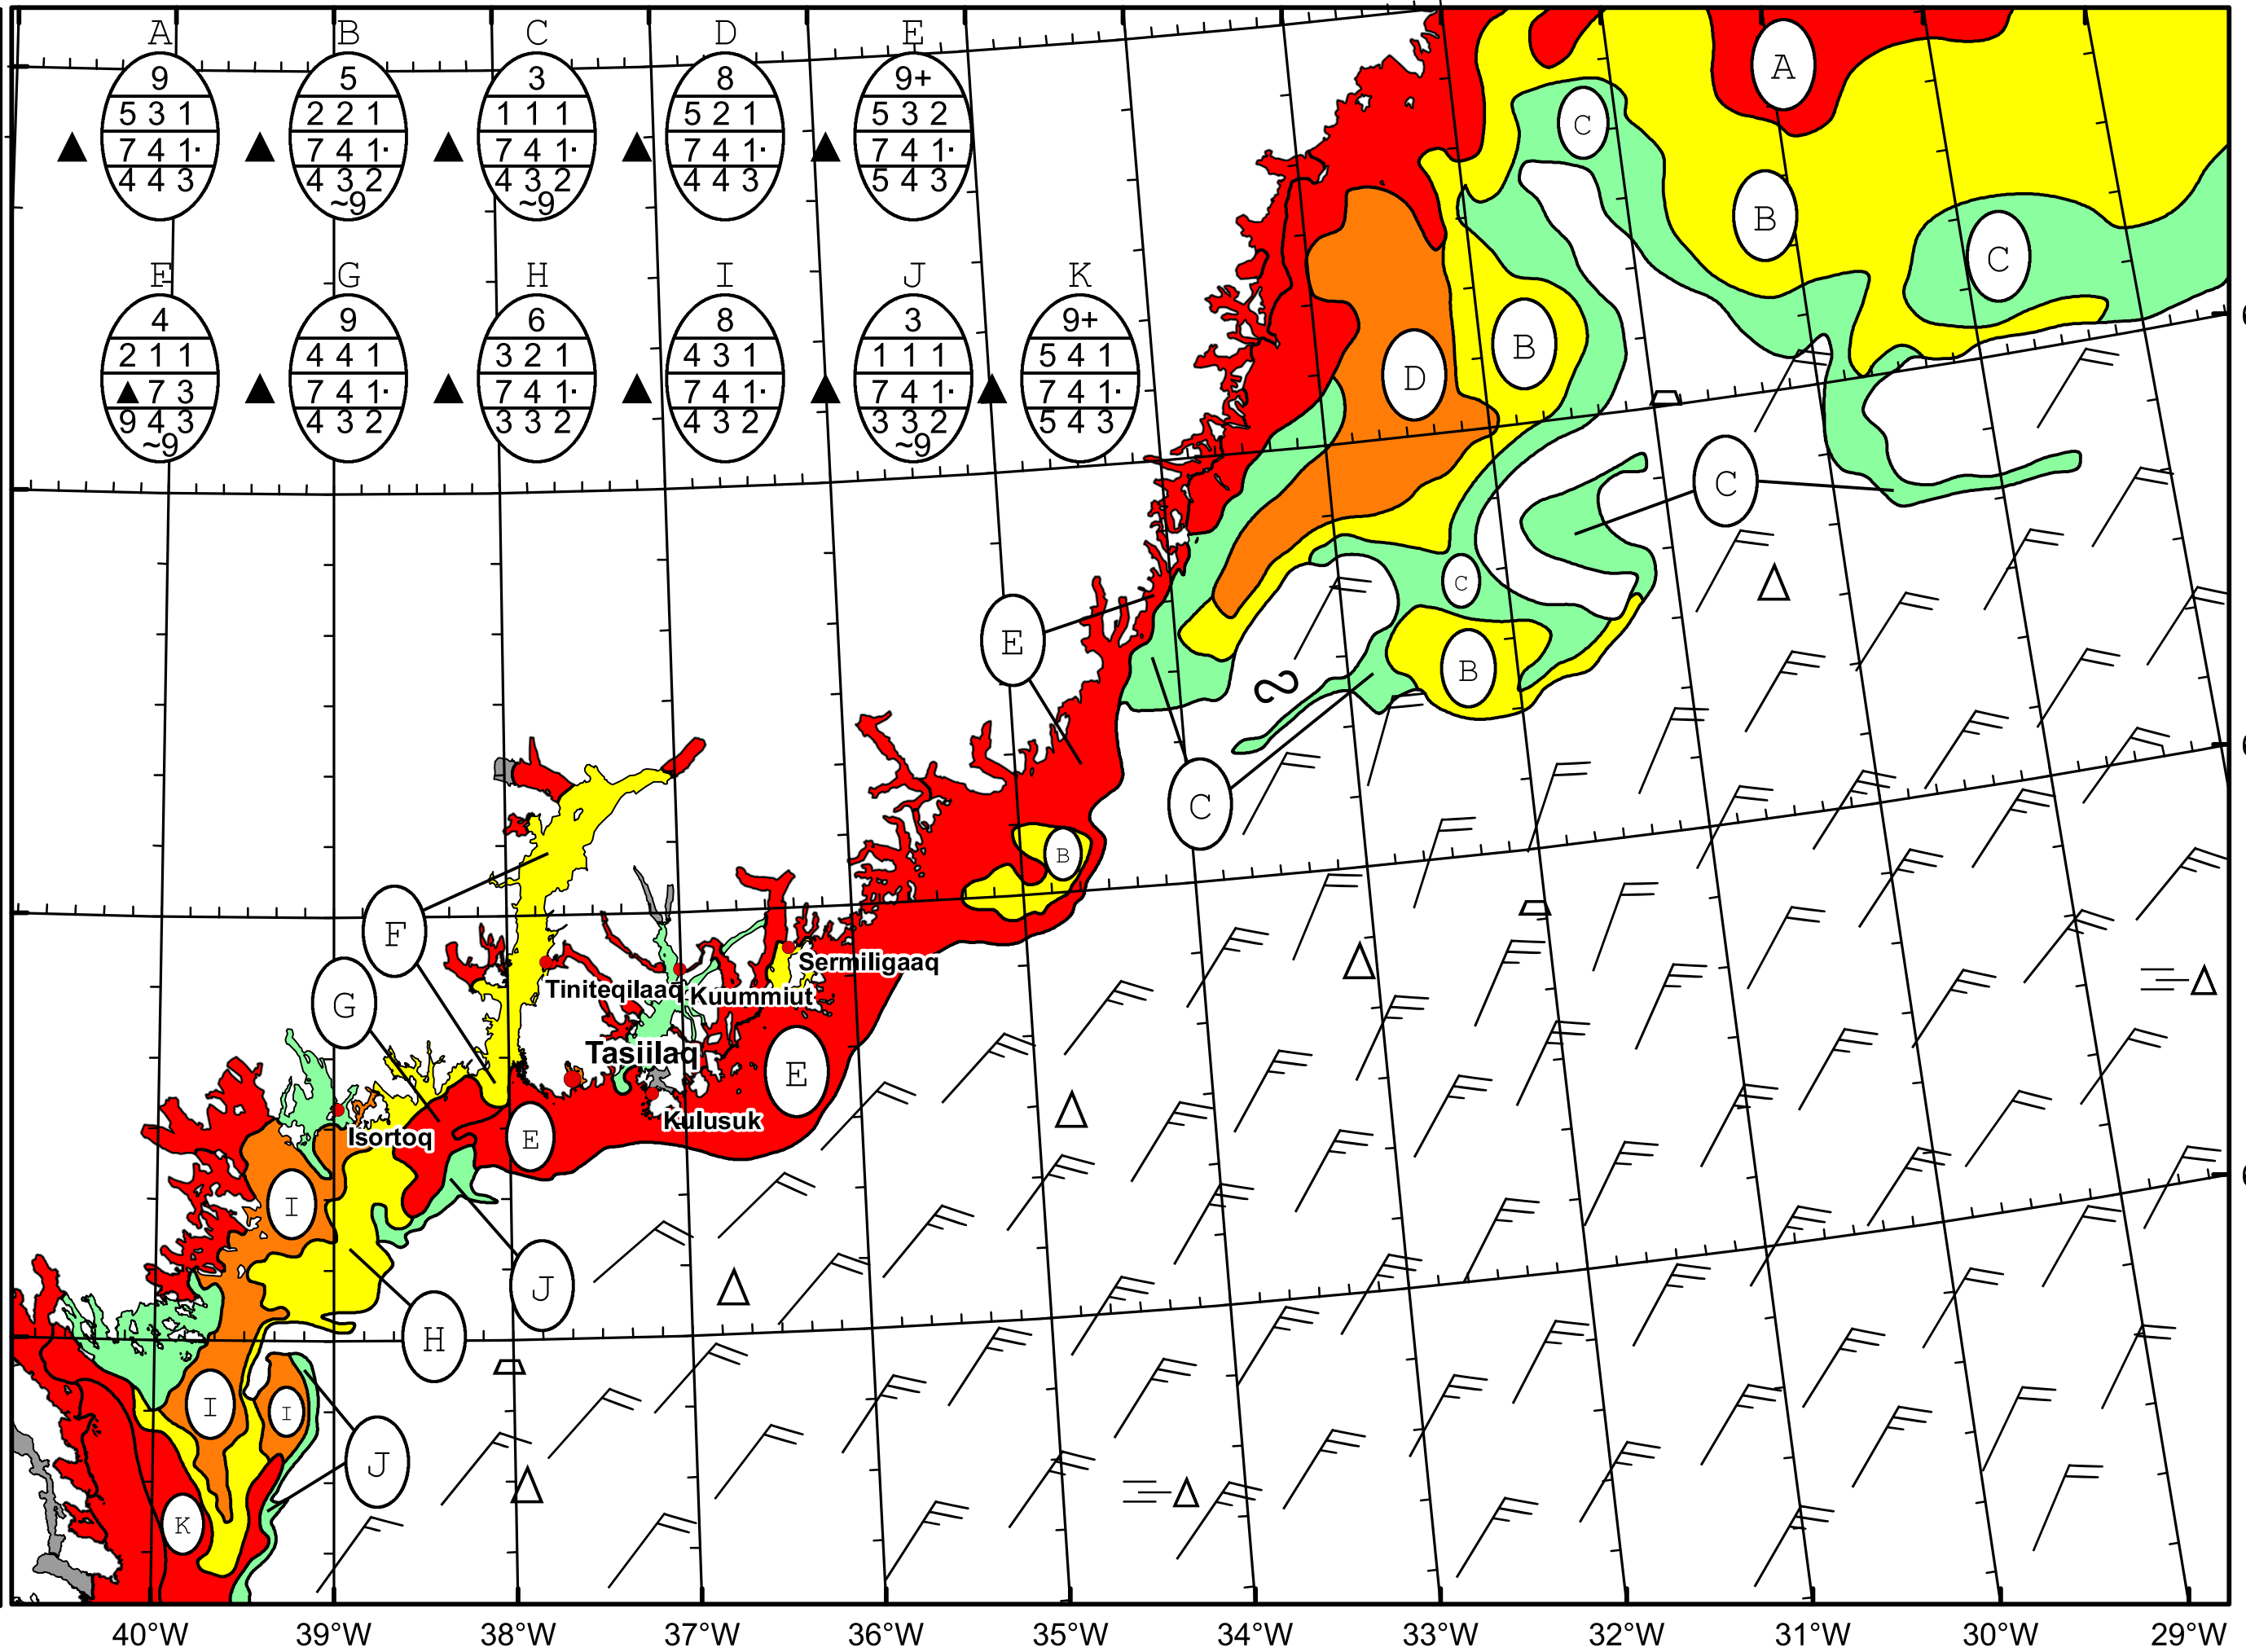 A B C D E
9 5 3 8 9+
5 3 1 2 2 1 1 1 1 5 2 1 5 3 2
▲ 7 4 1· ▲ 7 4 1· ▲ 7 4 1· ▲ 7 4 1· ▲ 7 4 1·
4 4 3 4 3 2 4 3 2 4 4 3 5 4 3
~9 ~9
F G H I J K
4 9 6 8 3 9+
2 1 1 4 4 1 3 2 1 4 3 1 1 1 1 5 4 1
▲ 7 3 ▲ 7 4 1· ▲ 7 4 1· ▲ 7 4 1· ▲ 7 4 1· ▲ 7 4 1·
9 4 3 4 3 2 3 3 2 4 3 2 3 3 2 5 4 3
~9 ~9
A
C
B
C
B
D
C
C
E
B
C
B
F
Sermiligaaq
Tiniteqilaaq
Kuummiut
G
Tasiilaq
E
Kulusuk
E
Isortoq
I
J
H
I
I
J
K
40°W 39°W 38°W 37°W 36°W 35°W 34°W 33°W 32°W 31°W 30°W 29°W